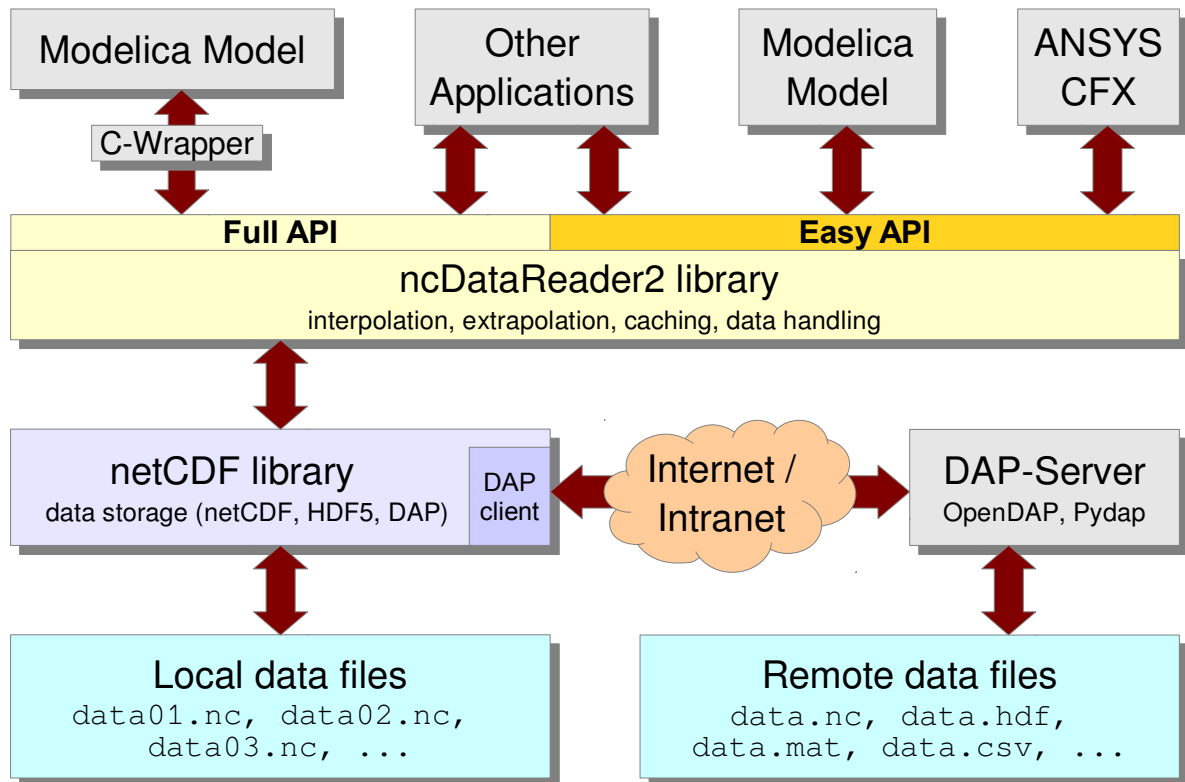 Modelica Model
C-Wrapper
Other
Applications
Modelica
Model
ANSYS
CFX
Full API
Easy API
ncDataReader2 library
interpolation, extrapolation, caching, data handling
netCDF library
data storage (netCDF, HDF5, DAP)
DAP
client
Internet /
Intranet
DAP-Server
OpenDAP, Pydap
Local data files
data01.nc, data02.nc,
data03.nc, ...
Remote data files
data.nc, data.hdf,
data.mat, data.csv, ...